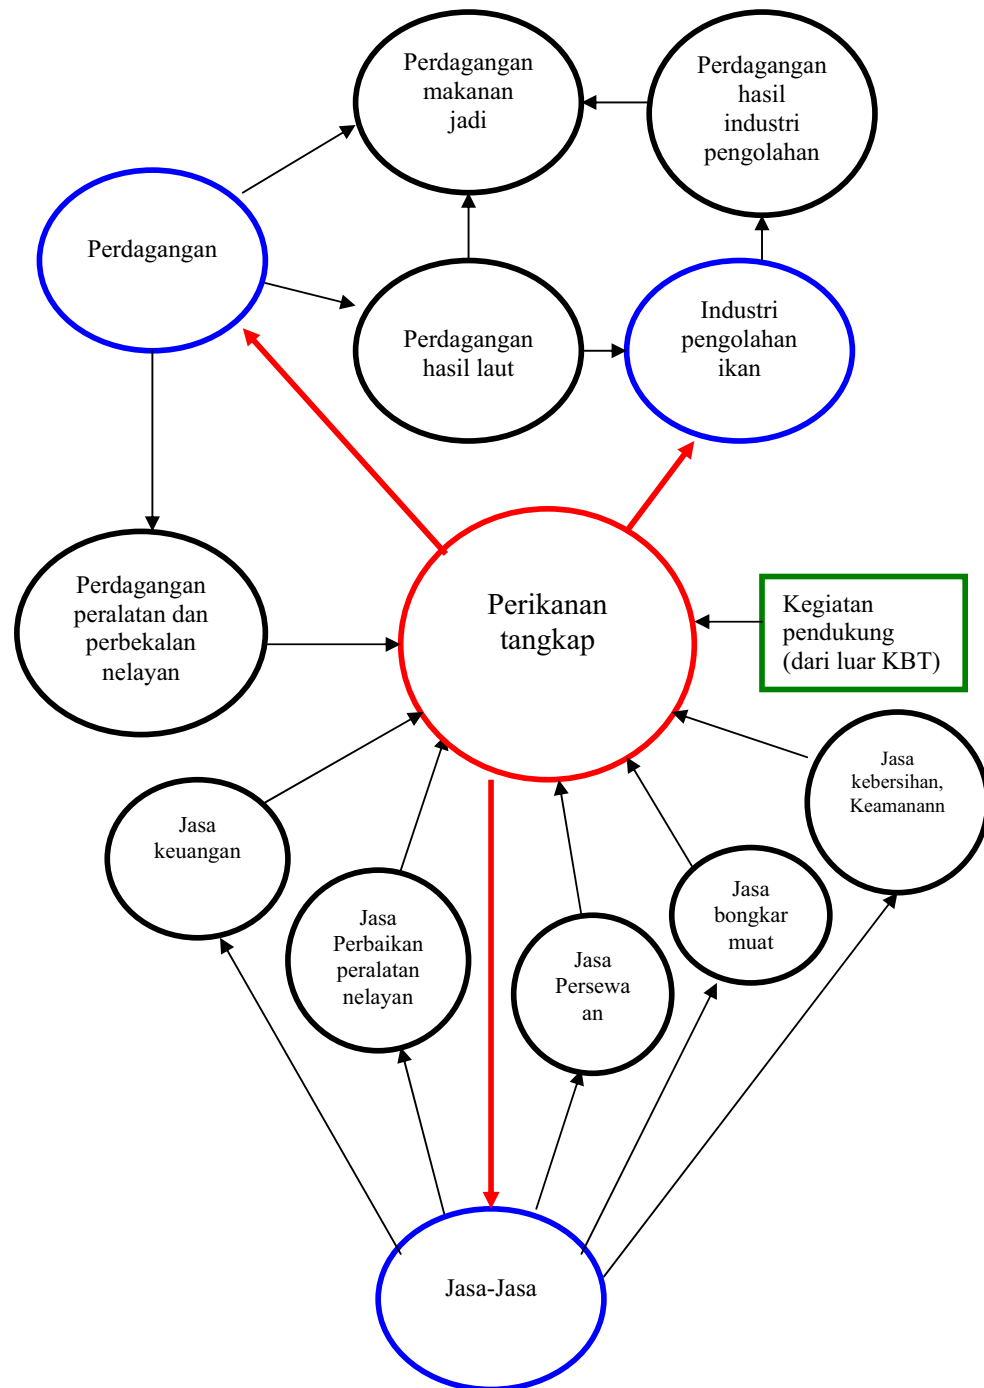 Perdagangan
makanan
jadi
Perdagangan
hasil
industri
pengolahan
Perdagangan
Perdagangan
hasil laut
Industri
pengolahan
ikan
Perdagangan
peralatan dan
perbekalan
nelayan
Perikanan
tangkap
Kegiatan
pendukung
(dari luar KBT)
Jasa
kebersihan,
Keamanann
Jasa
keuangan
Jasa
Perbaikan
peralatan
nelayan
Jasa
Persewa
an
Jasa
bongkar
muat
Jasa-Jasa